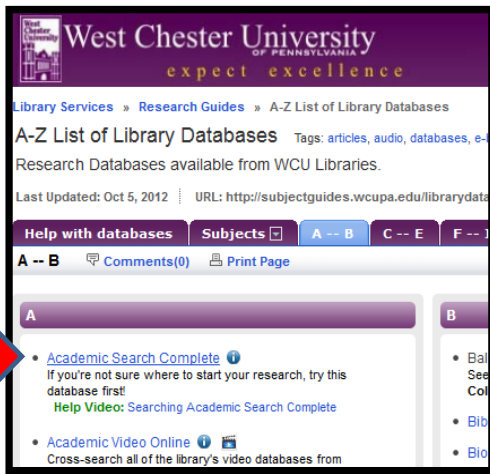 West Chester University
West Chester University
OF PENNSYLVANIA
expect excellence
Library Services » Research Guides » A-Z List of Library Databases
A-Z List of Library Databases Tags: articles, audio, databases, e-
Research Databases available from WCU Libraries.
Last Updated: Oct 5, 2012 URL: http://subjectguides.wcupa.edu/librarydata
Help with databases Subjects A -- B C -- E F -- I
A -- B Comments(0) Print Page
A
• Academic Search Complete
If you're not sure where to start your research, try this
database first!
Help Video: Searching Academic Search Complete
• Academic Video Online
Cross-search all of the library's video databases from
B
• Bal
See
Col
• Bib
• Bio